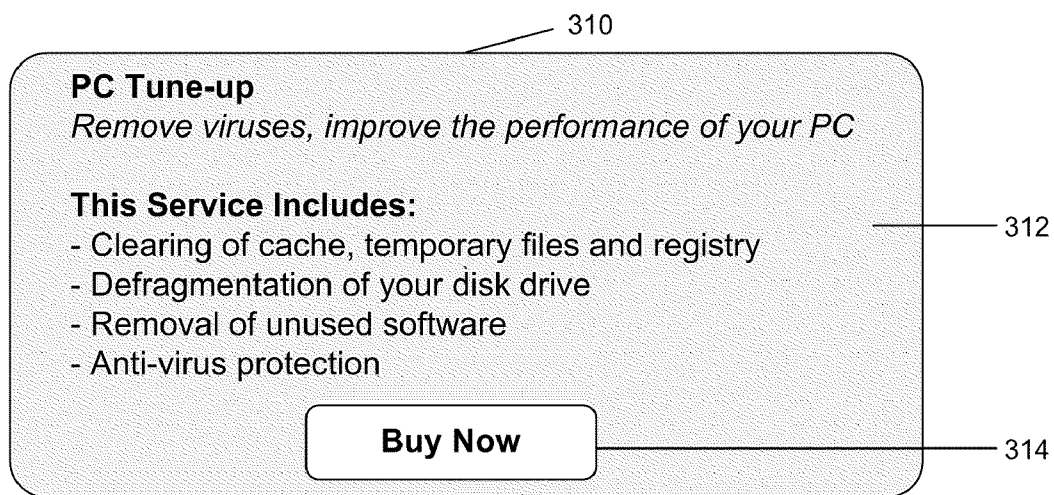 310
PC Tune-up
Remove viruses, improve the performance of your PC
This Service Includes:
312
- Clearing of cache, temporary files and registry
- Defragmentation of your disk drive
- Removal of unused software
- Anti-virus protection
Buy Now
314